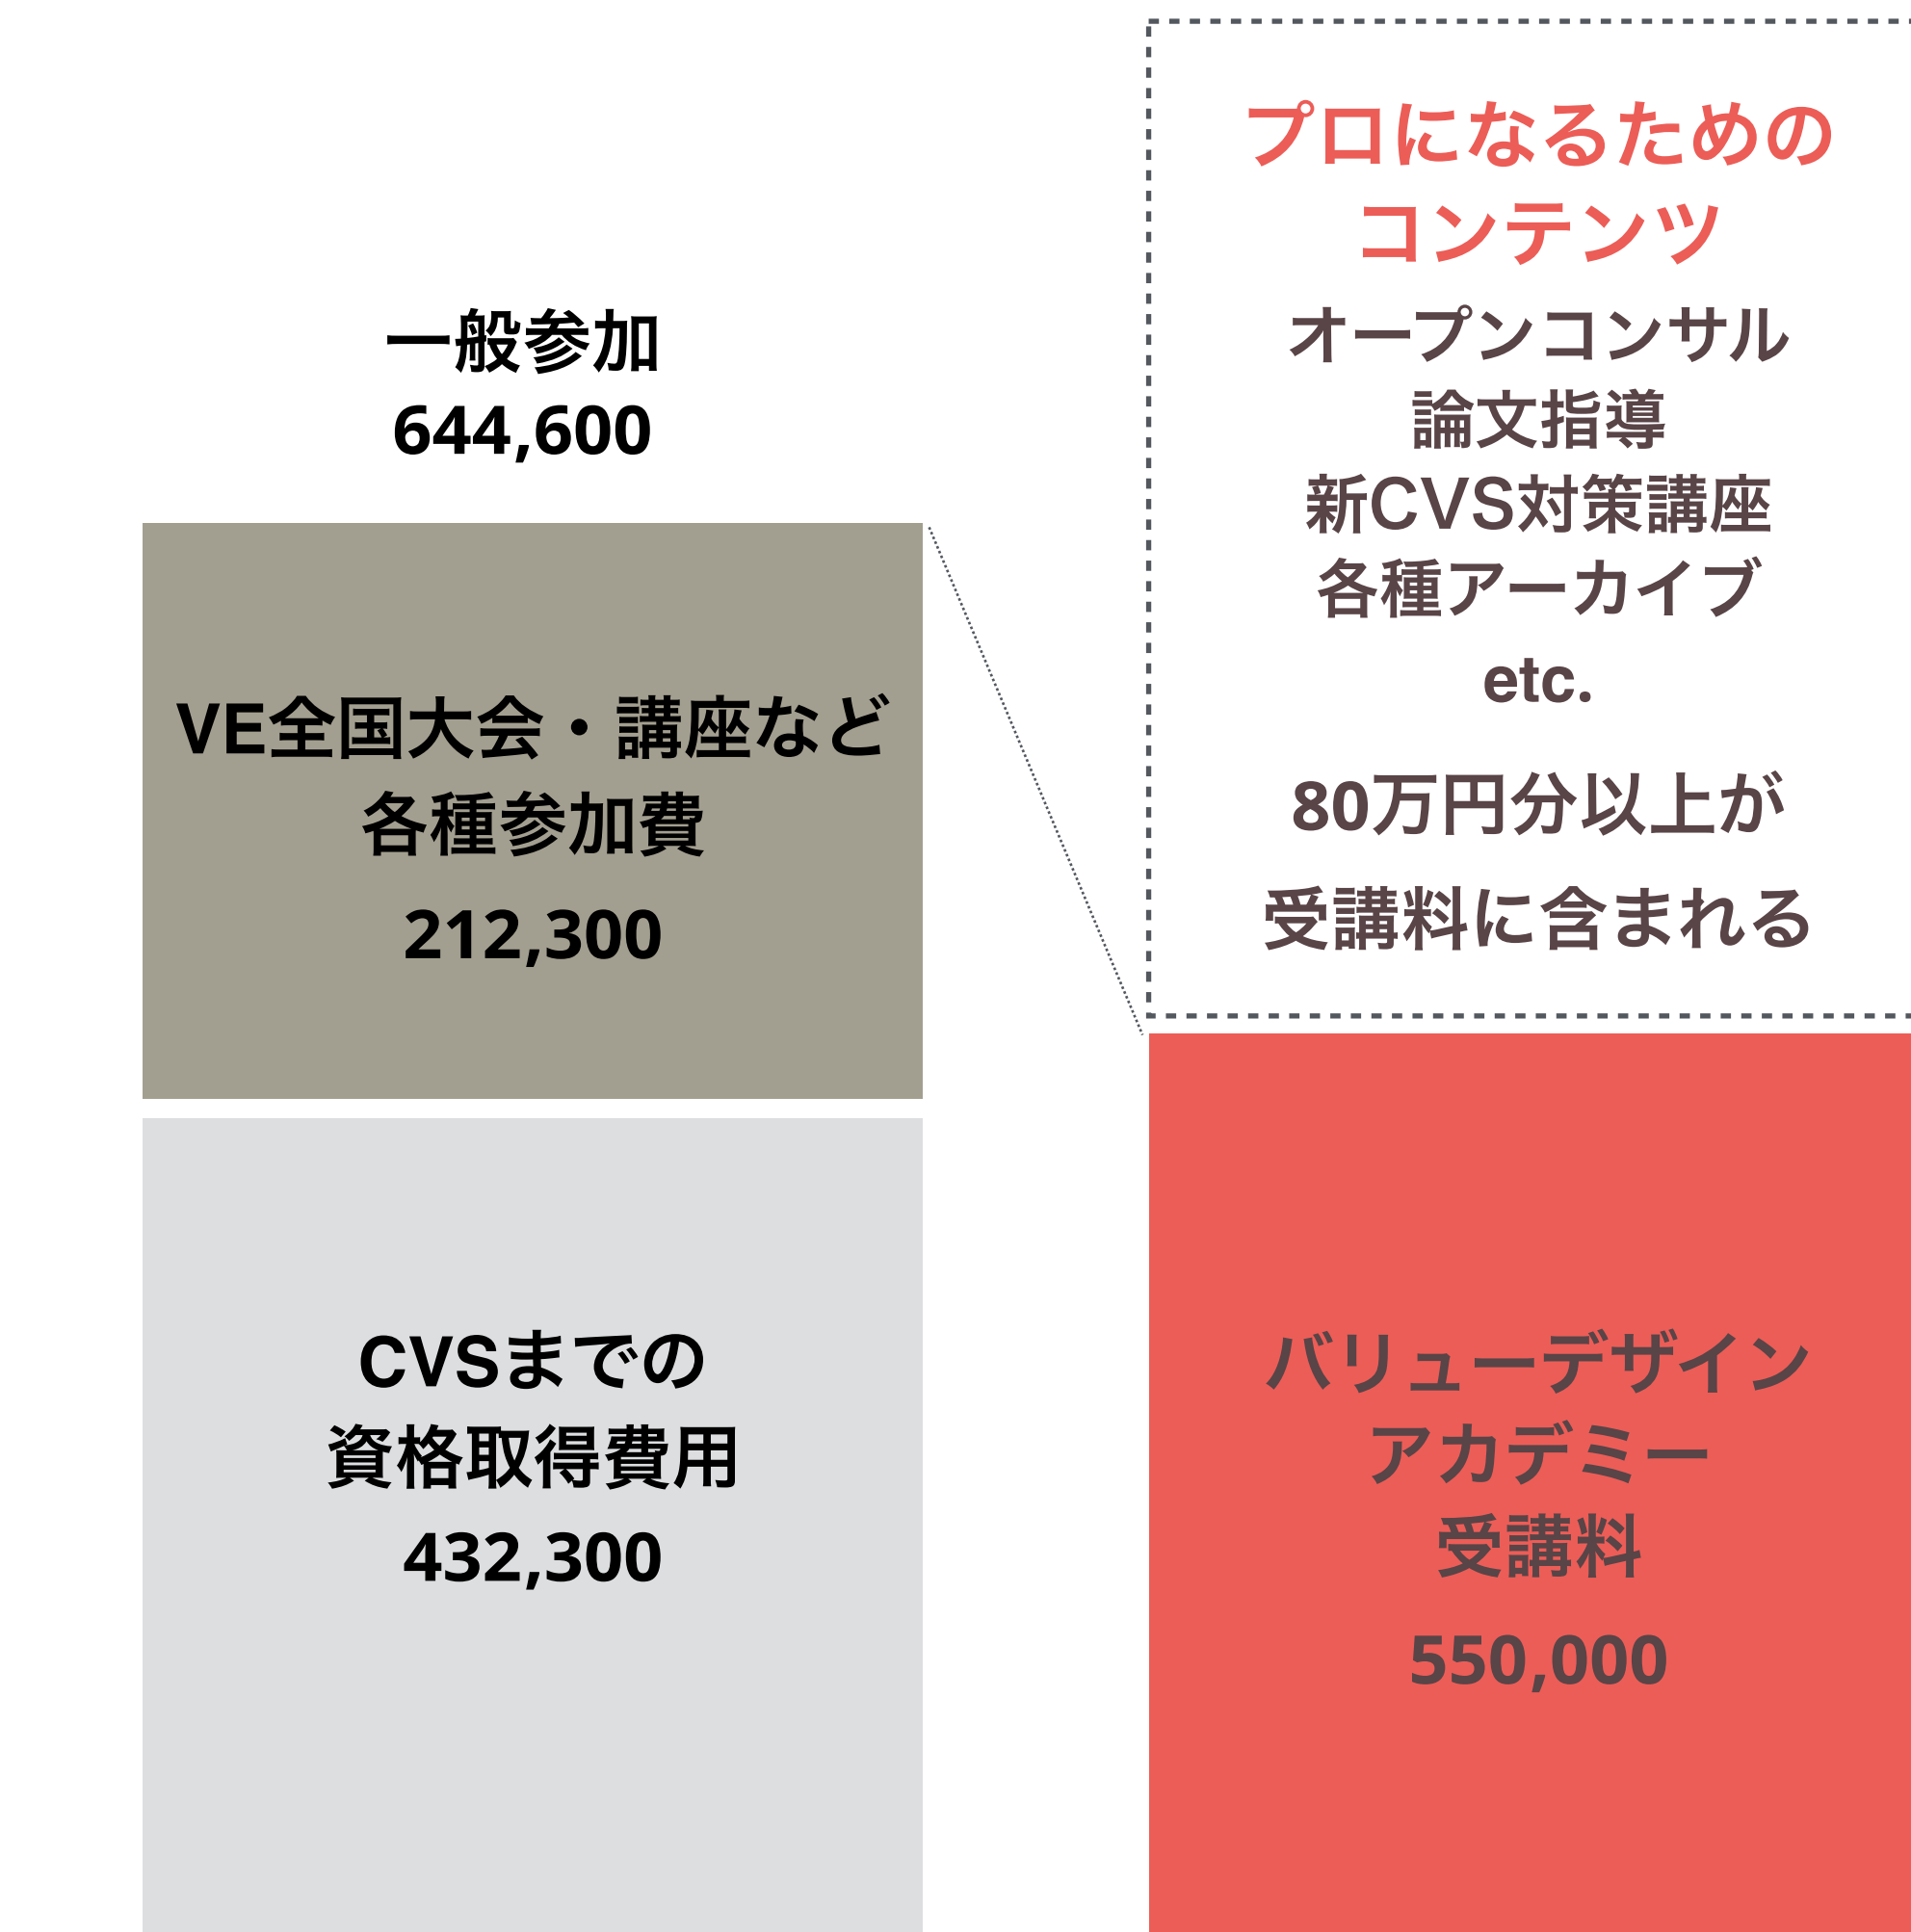 一般参加
644,600
VE全国大会・講座など
各種参加費
212,300
CVSまでの
資格取得費用
432,300
プロになるための
コンテンツ
オープンコンサル
論文指導
新CVS対策講座
各種アーカイブ
etc.
80万円分以上が
受講料に含まれる
バリューデザイン
アカデミー
受講料
550,000